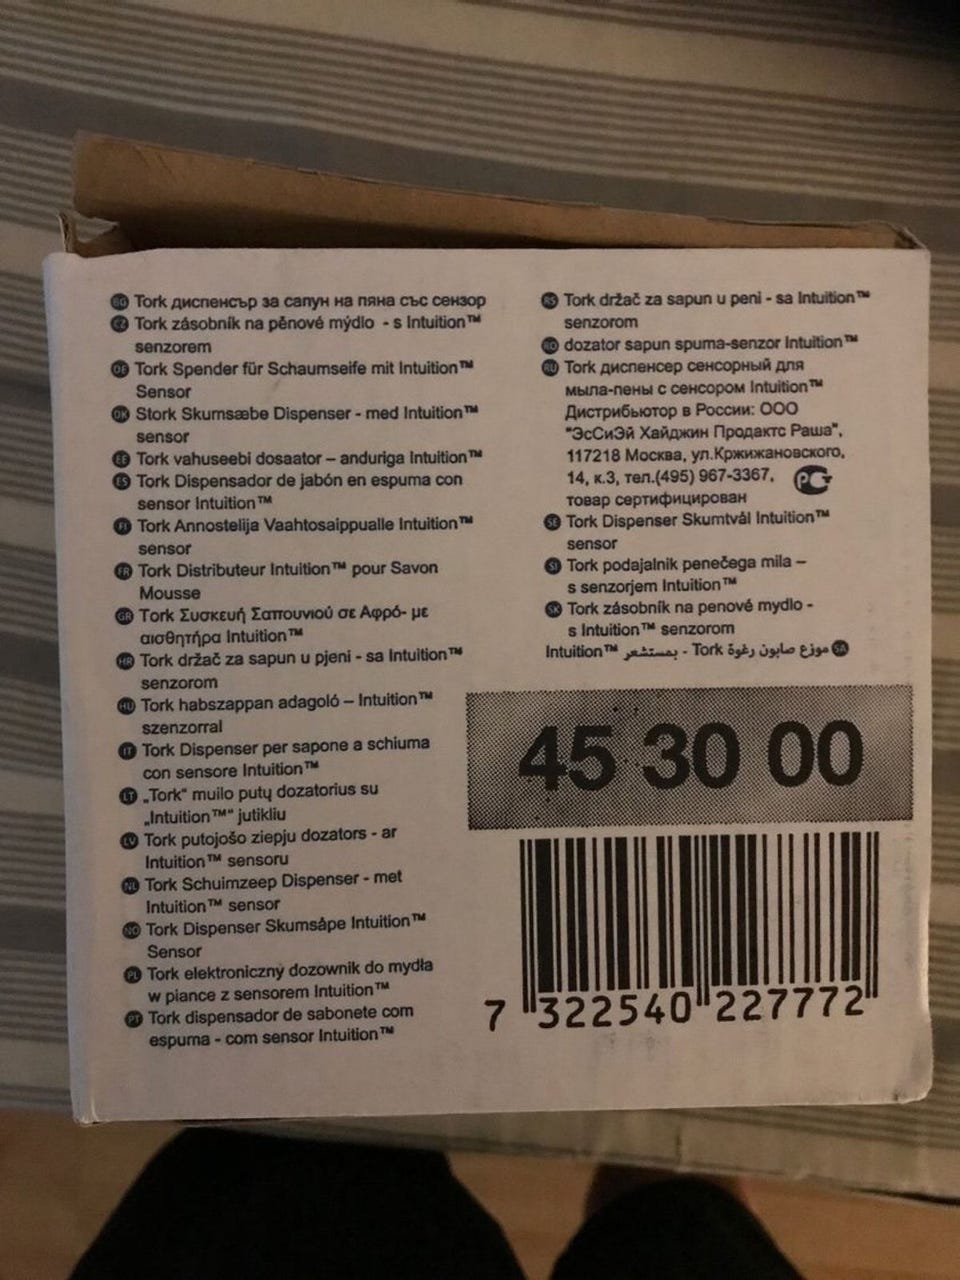 BG Tork диспенсър за сапун на пяна със сензор
CZ Tork zásobník na pěnové mýdlo - s Intuition™
senzorem
DE Tork Spender für Schaumseife mit Intuition™
Sensor
DK Stork Skumsæbe Dispenser - med Intuition™
sensor
EE Tork vahuseebi dosaator – anduriga Intuition™
ES Tork Dispensador de jabón en espuma con
sensor Intuition™
FI Tork Annostelija Vaahtosaippualle Intuition™
sensor
FR Tork Distributeur Intuition™ pour Savon
Mousse
GR Tork Συσκευή Σαπουνιού σε Αφρό- με
αισθητήρα Intuition™
HR Tork držač za sapun u pjeni - sa Intuition™
senzorom
HU Tork habszappan adagoló – Intuition™
szenzorral
IT Tork Dispenser per sapone a schiuma
con sensore Intuition™
LT „Tork“ muilo putų dozatorius su
„Intuition™“ jutikliu
LV Tork putojošo ziepju dozators - ar
Intuition™ sensoru
NL Tork Schuimzeep Dispenser - met
Intuition™ sensor
NO Tork Dispenser Skumsåpe Intuition™
Sensor
PL Tork elektroniczny dozownik do mydła
w piance z sensorem Intuition™
PT Tork dispensador de sabonete com
espuma - com sensor Intuition™
RS Tork držač za sapun u peni - sa Intuition™
senzorom
RO dozator sapun spuma-senzor Intuition™
RU Tork диспенсер сенсорный для
мыла-пены с сенсором Intuition™
Дистрибьютор в России: ООО
"ЭсСиЭй Хайджин Продактс Раша",
117218 Москва, ул.Кржижановского,
14, к.3, тел.(495) 967-3367,
товар сертифицирован
РСТ
SE Tork Dispenser Skumtvål Intuition™
sensor
SI Tork podajalnik penečega mila –
s senzorjem Intuition™
SK Tork zásobník na penové mydlo -
s Intuition™ senzorom
SA موزع صابون رغوة Tork - بمستشعر Intuition™
45 30 00
7 322540 227772